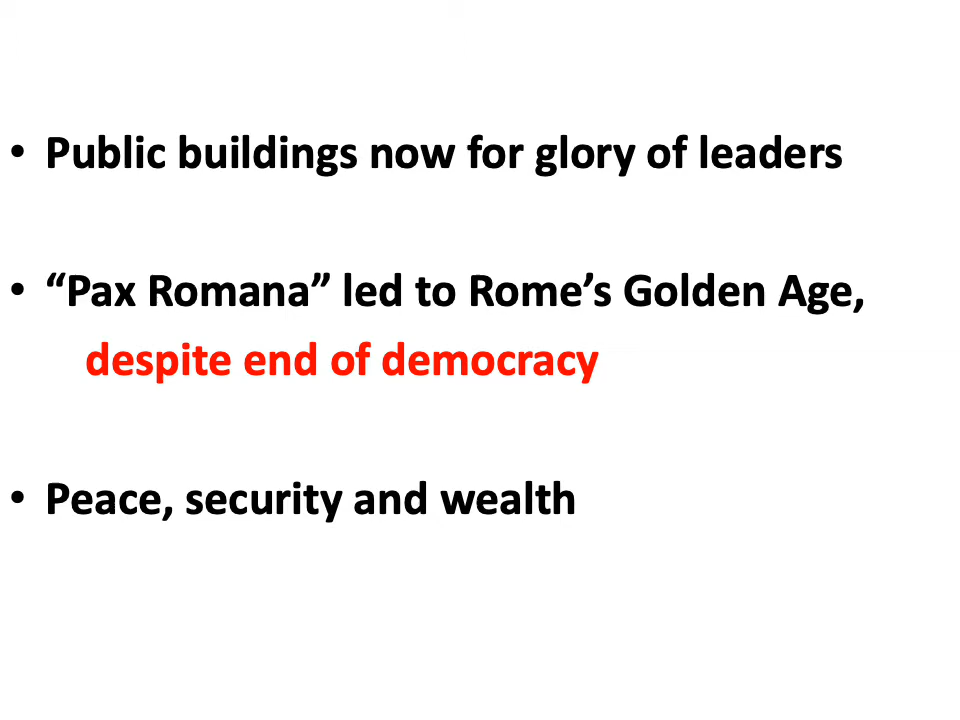 • Public buildings now for glory of leaders
• “Pax Romana” led to Rome’s Golden Age,
despite end of democracy
• Peace, security and wealth